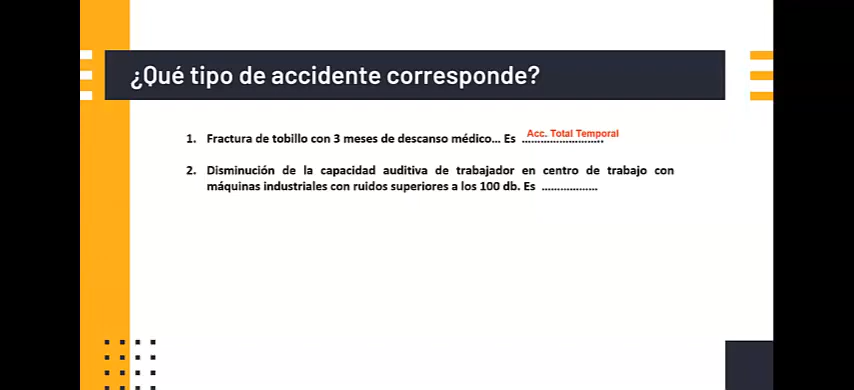 ¿Qué tipo de accidente corresponde?
1. Fractura de tobillo con 3 meses de descanso médico... Es ........................... Acc. Total Temporal
2. Disminución de la capacidad auditiva de trabajador en centro de trabajo con
máquinas industriales con ruidos superiores a los 100 db. Es ..................